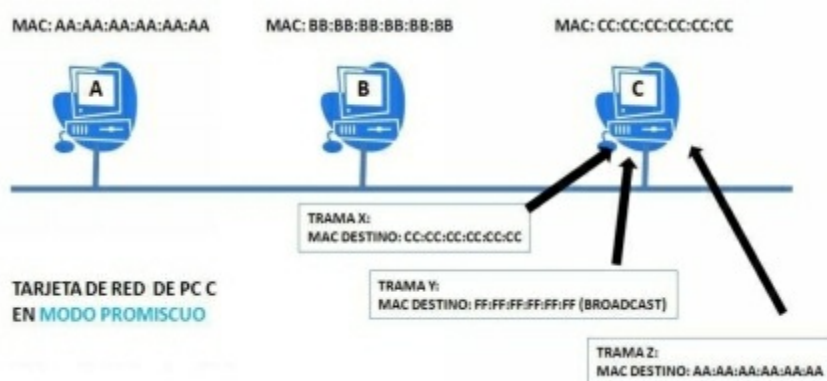 MAC: AA:AA:AA:AA:AA:AA
MAC: BB:BB:BB:BB:BB:BB
MAC: CC:CC:CC:CC:CC:CC
A
B
C
TRAMA X:
MAC DESTINO: CC:CC:CC:CC:CC:CC
TARJETA DE RED DE PC C
EN MODO PROMISCUO
TRAMA Y:
MAC DESTINO: FF:FF:FF:FF:FF:FF (BROADCAST)
TRAMA Z:
MAC DESTINO: AA:AA:AA:AA:AA:AA